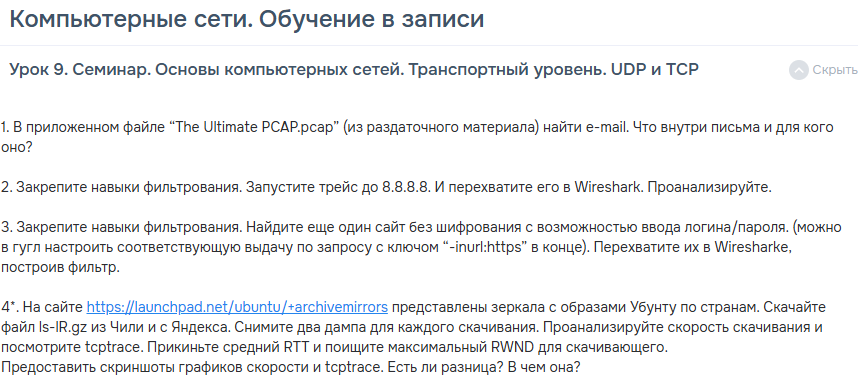 Компьютерные сети. Обучение в записи
Урок 9. Семинар. Основы компьютерных сетей. Транспортный уровень. UDP и TCP
Скрыть
1. В приложенном файле “The Ultimate PCAP.pcap” (из раздаточного материала) найти e-mail. Что внутри письма и для кого
оно?
2. Закрепите навыки фильтрования. Запустите трейс до 8.8.8.8. И перехватите его в Wireshark. Проанализируйте.
3. Закрепите навыки фильтрования. Найдите еще один сайт без шифрования с возможностью ввода логина/пароля. (можно
в гугл настроить соответствующую выдачу по запросу с ключом “-inurl:https” в конце). Перехватите их в Wiresharke,
построив фильтр.
4*. На сайте https://launchpad.net/ubuntu/+archivemirrors представлены зеркала с образами Убунту по странам. Скачайте
файл ls-lR.gz из Чили и с Яндекса. Снимите два дампа для каждого скачивания. Проанализируйте скорость скачивания и
посмотрите tcptrace. Прикиньте средний RTT и поищите максимальный RWND для скачивающего.
Предоставить скриншоты графиков скорости и tcptrace. Есть ли разница? В чем она?